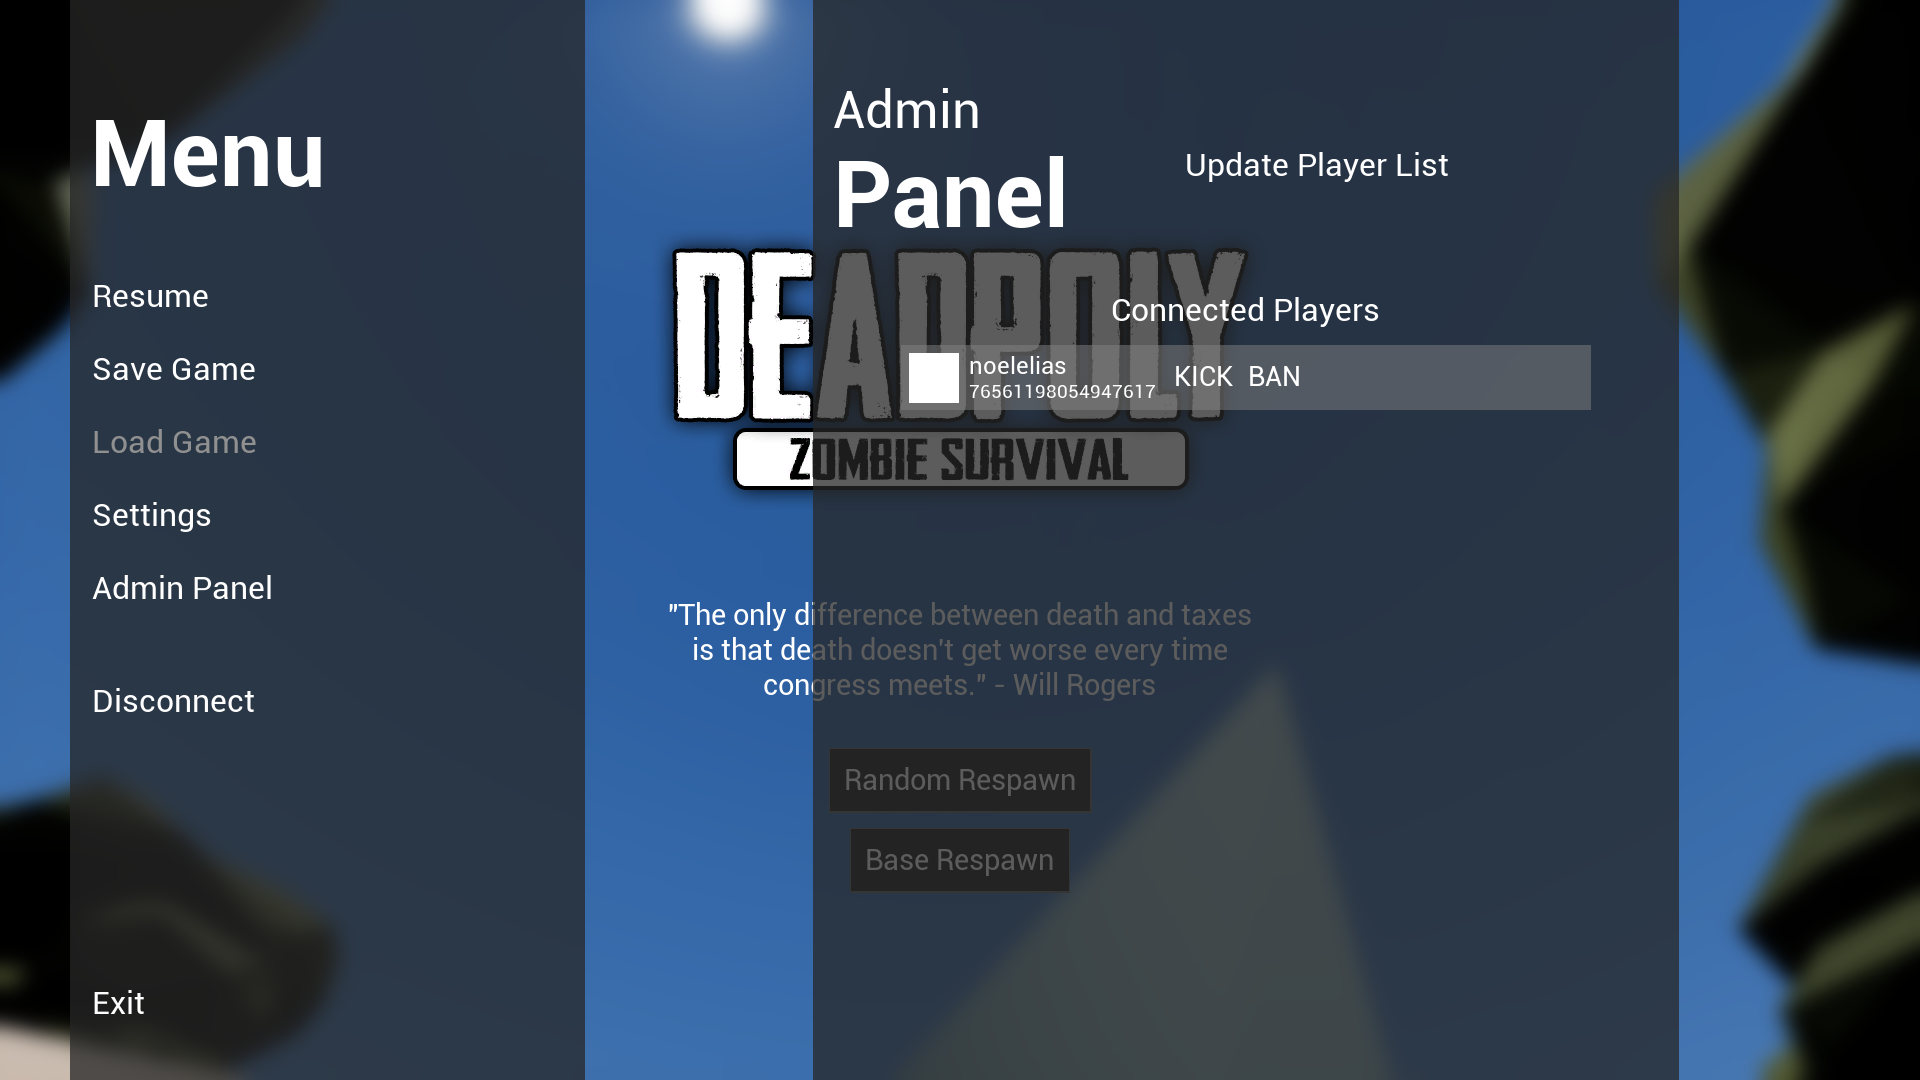 Menu
Resume
Save Game
Load Game
Settings
Admin Panel
Disconnect
Exit
Admin
Panel
Update Player List
DEADPOLY
ZOMBIE SURVIVAL
Connected Players
noelelias
76561198054947617
KICK BAN
"The only difference between death and taxes
is that death doesn't get worse every time
congress meets." - Will Rogers
Random Respawn
Base Respawn